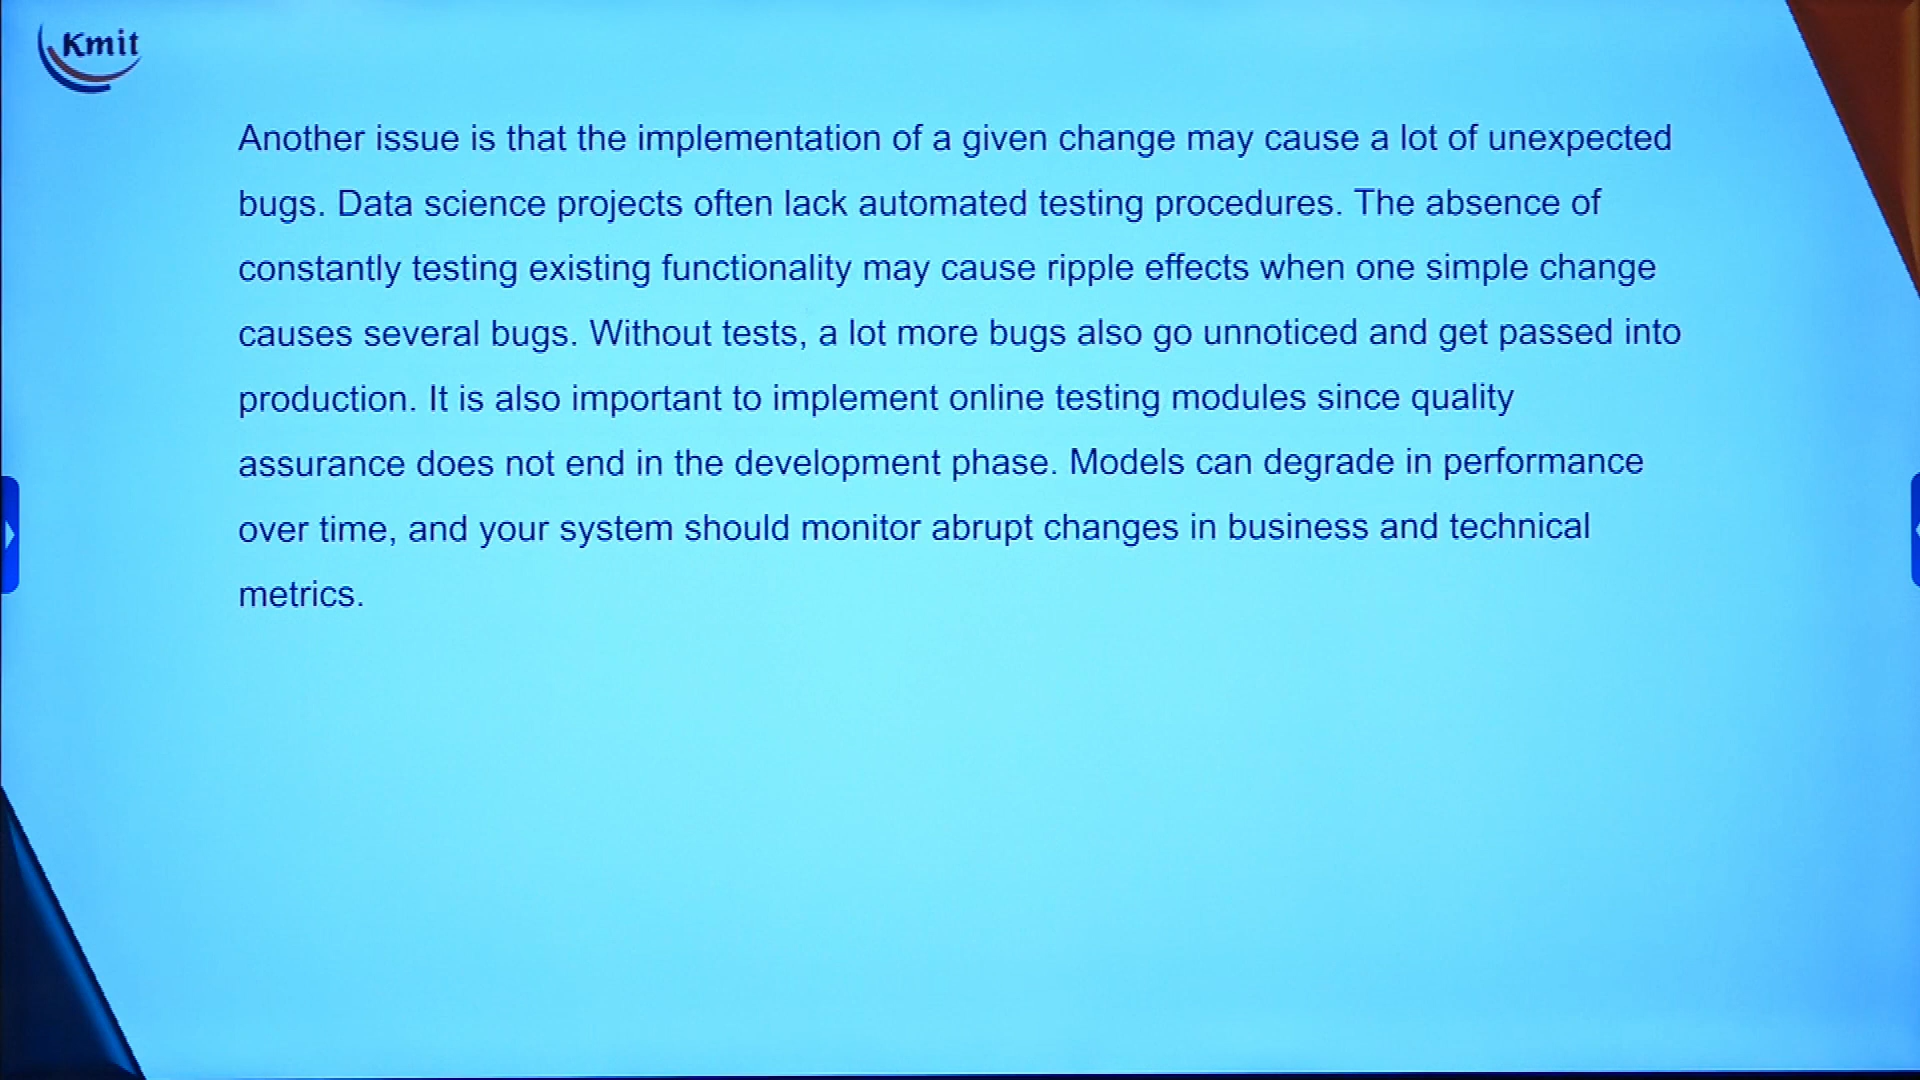 Kmit
Another issue is that the implementation of a given change may cause a lot of unexpected
bugs. Data science projects often lack automated testing procedures. The absence of
constantly testing existing functionality may cause ripple effects when one simple change
causes several bugs. Without tests, a lot more bugs also go unnoticed and get passed into
production. It is also important to implement online testing modules since quality
assurance does not end in the development phase. Models can degrade in performance
over time, and your system should monitor abrupt changes in business and technical
metrics.